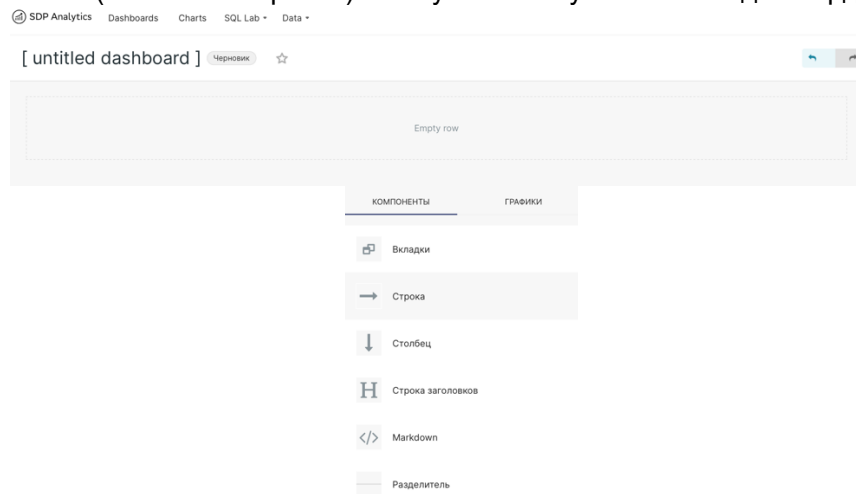 SDP Analytics Dashboards Charts SQL Lab Data
[ untitled dashboard ] Черновик
Empty row
КОМПОНЕНТЫ ГРАФИКИ
Вкладки
Строка
Столбец
Строка заголовков
Markdown
Разделитель